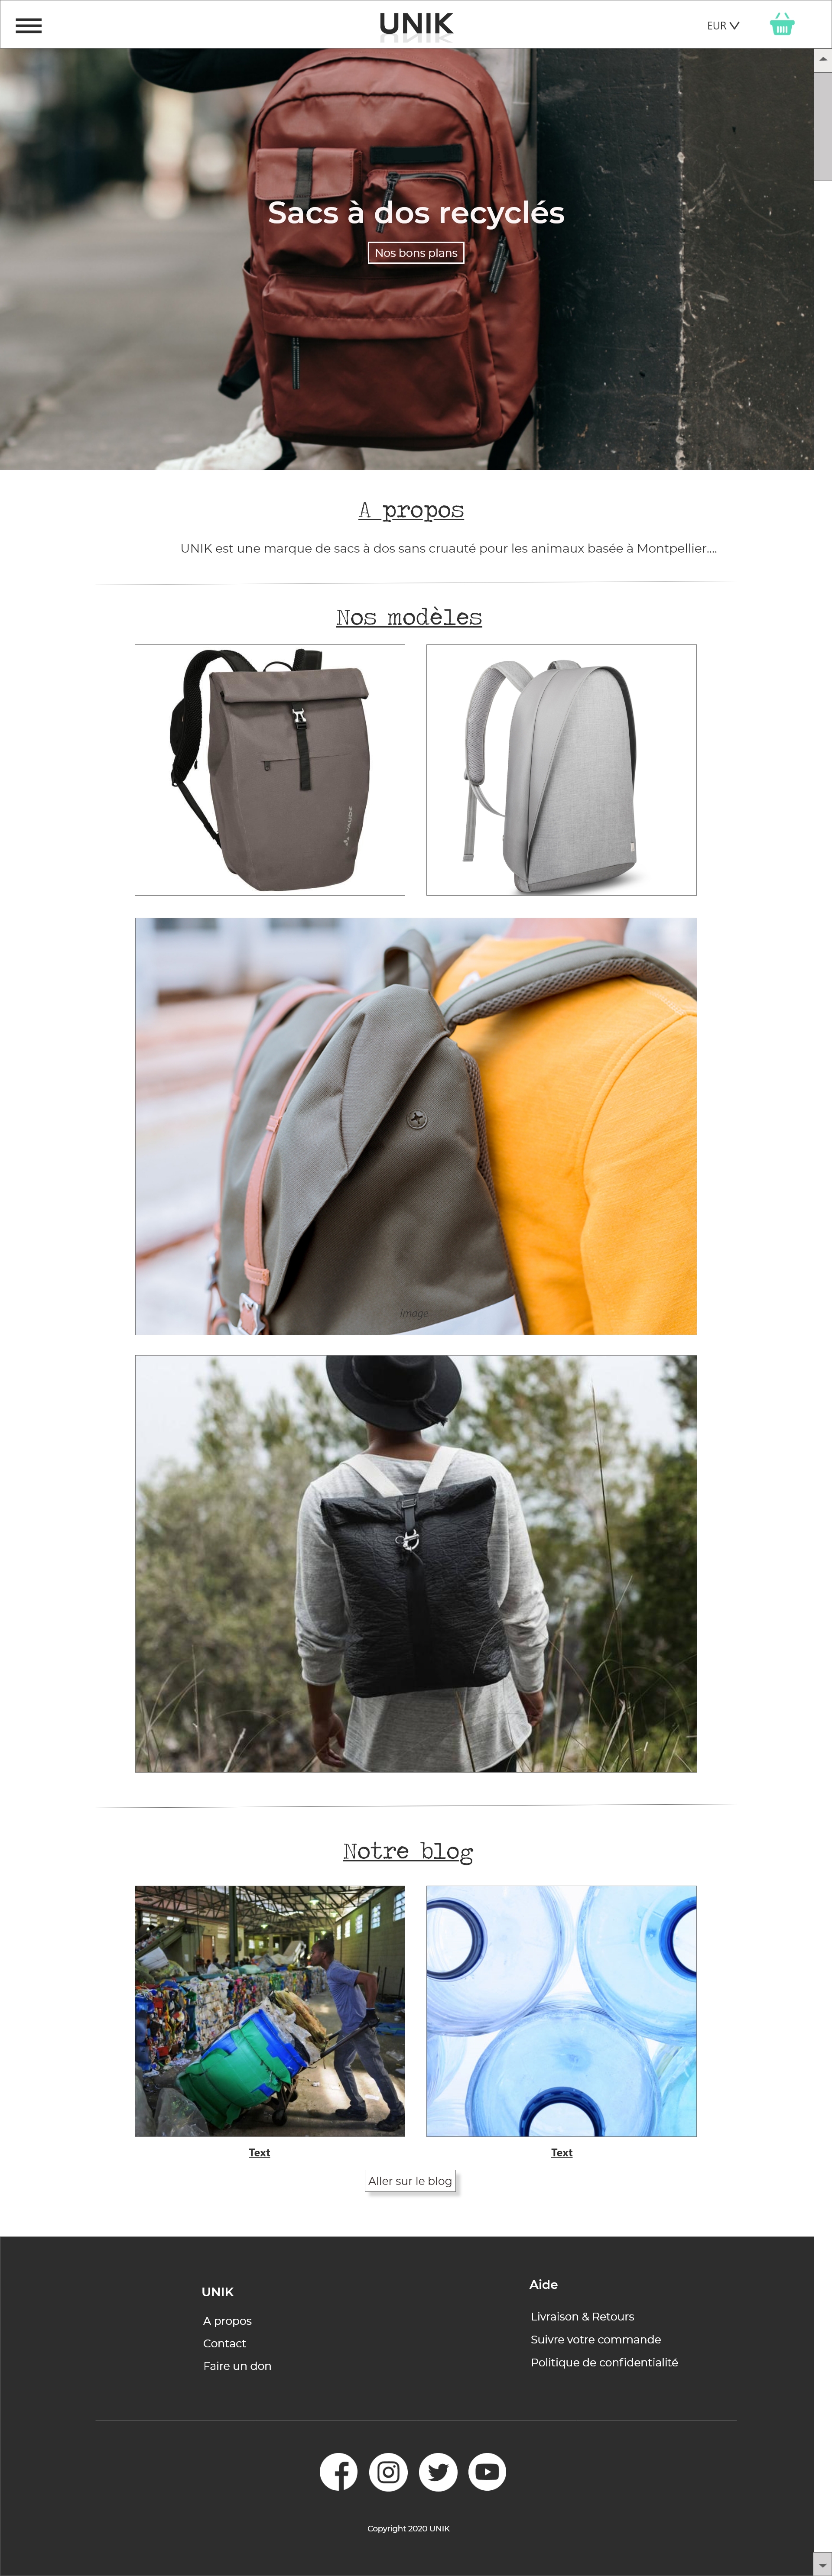 UNIK
EUR
Sacs à dos recyclés
Nos bons plans
A propos
UNIK est une marque de sacs à dos sans cruauté pour les animaux basée à Montpellier....
Nos modèles
VAUDE
Image
Notre blog
Text
Text
Aller sur le blog
UNIK
A propos
Contact
Faire un don
Aide
Livraison & Retours
Suivre votre commande
Politique de confidentialité
Copyright 2020 UNIK